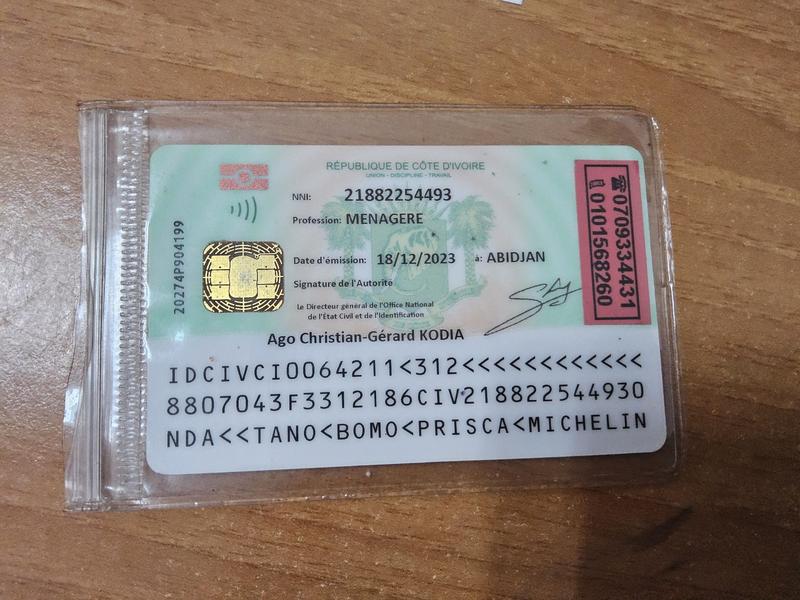 RÉPUBLIQUE DE CÔTE D'IVOIRE
UNION - DISCIPLINE - TRAVAIL
NNI: 21882254493
Profession: MENAGERE
Date d'émission: 18/12/2023 à: ABIDJAN
Signature de l'Autorité
Le Directeur général de l'Office National
de l'État Civil et de l'Identification
Ago Christian-Gérard KODIA
20274P904199
0709334431
0101568260
IDCIVCI0064211<312<<<<<<<<<<<<
8807043F3312186CIV218822544930
NDA<<TANO<BOMO<PRISCA<MICHELIN